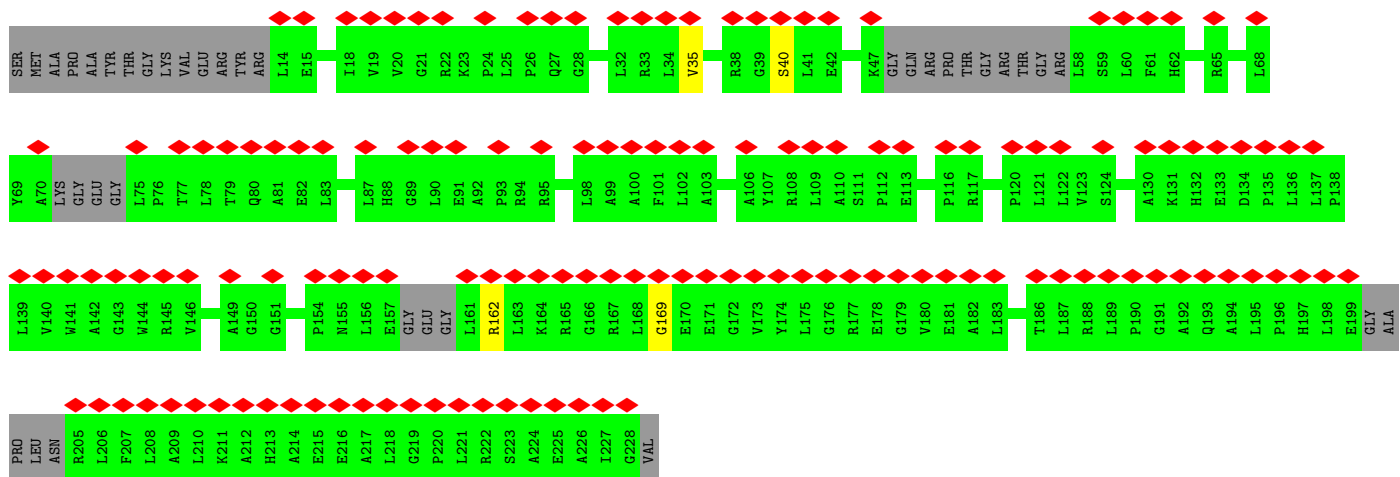 SER MET ALA PRO ALA TYR THR GLY LYS VAL GLU ARG TYR ARG L14 E15 I18 V19 V20 G21 R22 K23 P24 L25 P26 Q27 G28 L32 R33 L34 V35 R38 G39 S40 L41 E42 K47 GLY GLN ARG PRO THR GLY ARG THR GLY ARG L58 S59 L60 F61 H62 R65 L68
Y69 A70 LYS GLY GLU GLY L75 P76 T77 L78 T79 Q80 A81 E82 L83 L87 H88 G89 L90 E91 A92 P93 R94 R95 L98 A99 A100 F101 L102 A103 A106 Y107 R108 L109 A110 S111 P112 E113 P116 R117 P120 L121 L122 V123 S124 A130 K131 H132 E133 D134 P135 L136 L137 P138
L139 V140 W141 A142 G143 W144 R145 V146 A149 G150 G151 P154 N155 L156 E157 GLY GLU GLY L161 R162 L163 K164 R165 G166 R167 L168 G169 E170 E171 G172 V173 Y174 L175 G176 R177 E178 G179 V180 E181 A182 L183 T186 L187 R188 L189 P190 G191 A192 Q193 A194 L195 P196 H197 L198 E199 GLY ALA
PRO LEU ASN R205 L206 F207 L208 A209 L210 K211 A212 H213 A214 E215 E216 A217 L218 G219 P220 L221 R222 S223 A224 E225 A226 I227 G228 VAL